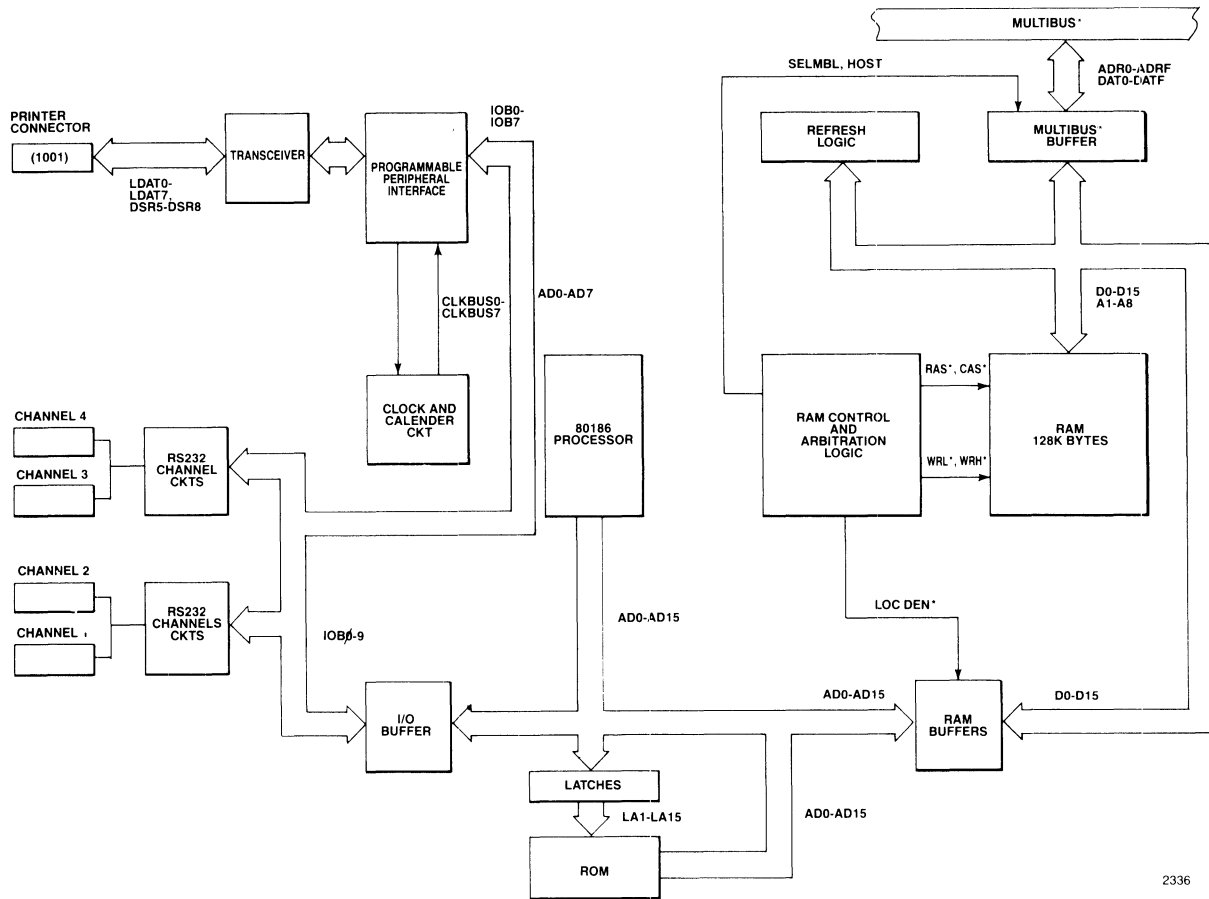 MULTIBUS*
SELMBL, HOST
ADR0-ADRF
DAT0-DATF
PRINTER
CONNECTOR
(1001)
LDAT0-
LDAT7,
DSR5-DSR8
TRANSCEIVER
PROGRAMMABLE
PERIPHERAL
INTERFACE
IOB0-
IOB7
REFRESH
LOGIC
MULTIBUS*
BUFFER
CLKBUS0-
CLKBUS7
AD0-AD7
D0-D15
A1-A8
CLOCK AND
CALENDER
CKT
80186
PROCESSOR
RAM CONTROL
AND
ARBITRATION
LOGIC
RAS*, CAS*
WRL*, WRH*
RAM
128K BYTES
CHANNEL 4
CHANNEL 3
RS232
CHANNEL
CKTS
CHANNEL 2
CHANNEL
RS232
CHANNELS
CKTS
IOB0-9
AD0-AD15
LOC DEN*
I/O
BUFFER
AD0-AD15
RAM
BUFFERS
D0-D15
LATCHES
LA1-LA15
AD0-AD15
ROM
2336